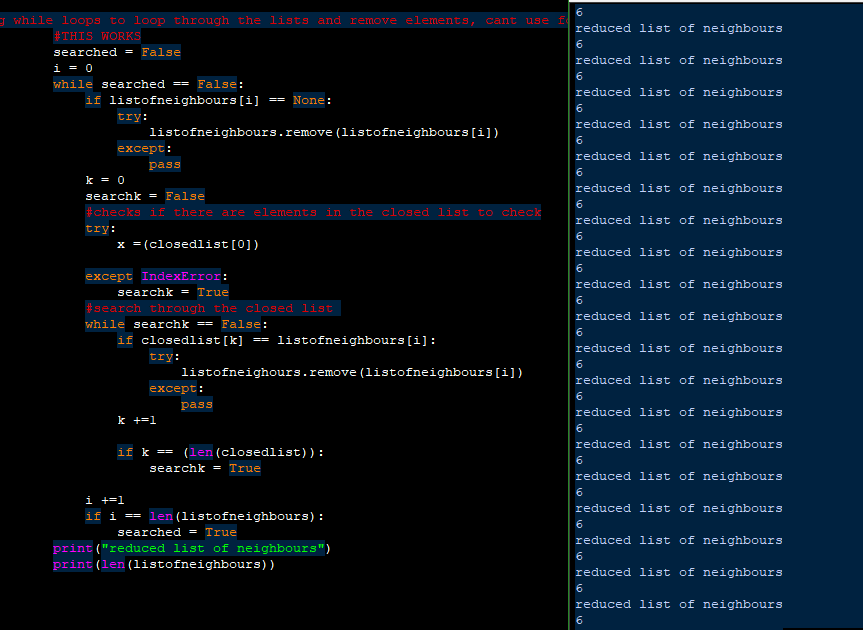 g while loops to loop through the lists and remove elements, cant use f
#THIS WORKS
searched = False
i = 0
while searched == False:
if listofneighbours[i] == None:
try:
listofneighbours.remove(listofneighbours[i])
except:
pass
k = 0
searchk = False
#checks if there are elements in the closed list to check
try:
x =(closedlist[0])
except IndexError:
searchk = True
#search through the closed list
while searchk == False:
if closedlist[k] == listofneighbours[i]:
try:
listofneighours.remove(listofneighbours[i])
except:
pass
k +=1
if k == (len(closedlist)):
searchk = True
i +=1
if i == len(listofneighbours):
searched = True
print("reduced list of neighbours")
print(len(listofneighbours))
6
reduced list of neighbours
6
reduced list of neighbours
6
reduced list of neighbours
6
reduced list of neighbours
6
reduced list of neighbours
6
reduced list of neighbours
6
reduced list of neighbours
6
reduced list of neighbours
6
reduced list of neighbours
6
reduced list of neighbours
6
reduced list of neighbours
6
reduced list of neighbours
6
reduced list of neighbours
6
reduced list of neighbours
6
reduced list of neighbours
6
reduced list of neighbours
6
reduced list of neighbours
6
reduced list of neighbours
6
reduced list of neighbours
6